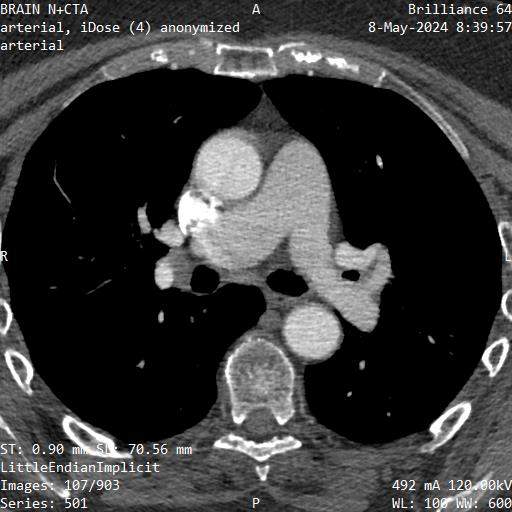 BRAIN N+CTA
A
Brilliance 64
arterial, iDose (4) anonymized
8-May-2024 8:39:57
arterial
R
L
ST: 0.90 mm SL: 70.56 mm
LittleEndianImplicit
Images: 107/903
492 mA 120.00kV
Series: 501
P
WL: 100 WW: 600